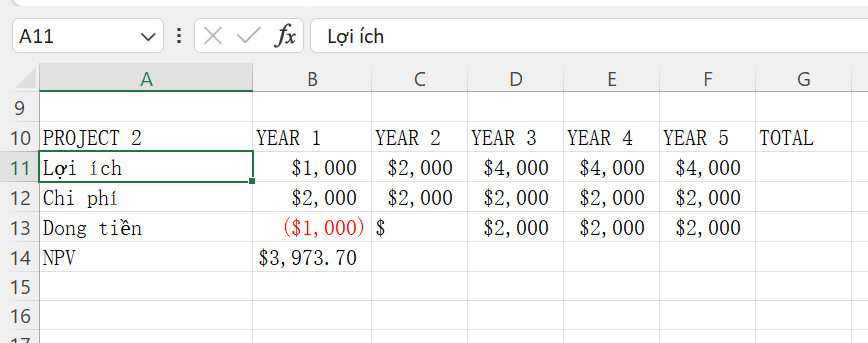 A11 fx Lợi ích
A B C D E F G
9
10 PROJECT 2 YEAR 1 YEAR 2 YEAR 3 YEAR 4 YEAR 5 TOTAL
11 Lợi ích $1,000 $2,000 $4,000 $4,000 $4,000
12 Chi phí $2,000 $2,000 $2,000 $2,000 $2,000
13 Dong tiền ($1,000) $ $2,000 $2,000 $2,000
14 NPV $3,973.70
15
16
17